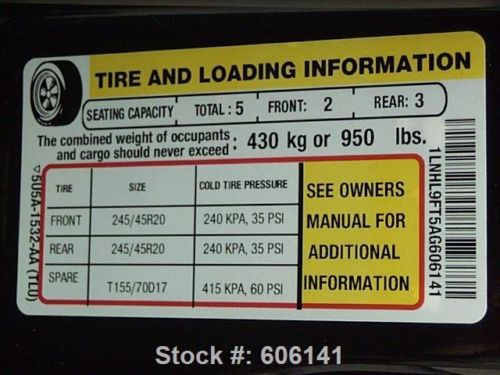 TIRE AND LOADING INFORMATION
SEATING CAPACITY TOTAL: 5 FRONT: 2 REAR: 3
The combined weight of occupants and cargo should never exceed: 430 kg or 950 lbs.
TIRE SIZE COLD TIRE PRESSURE
FRONT 245/45R20 240 KPA, 35 PSI
REAR 245/45R20 240 KPA, 35 PSI
SPARE T155/70D17 415 KPA, 60 PSI
SEE OWNERS
MANUAL FOR
ADDITIONAL
INFORMATION
505A-1532-AA (TLU)
1LNHL9FT5AG606141
Stock #: 606141